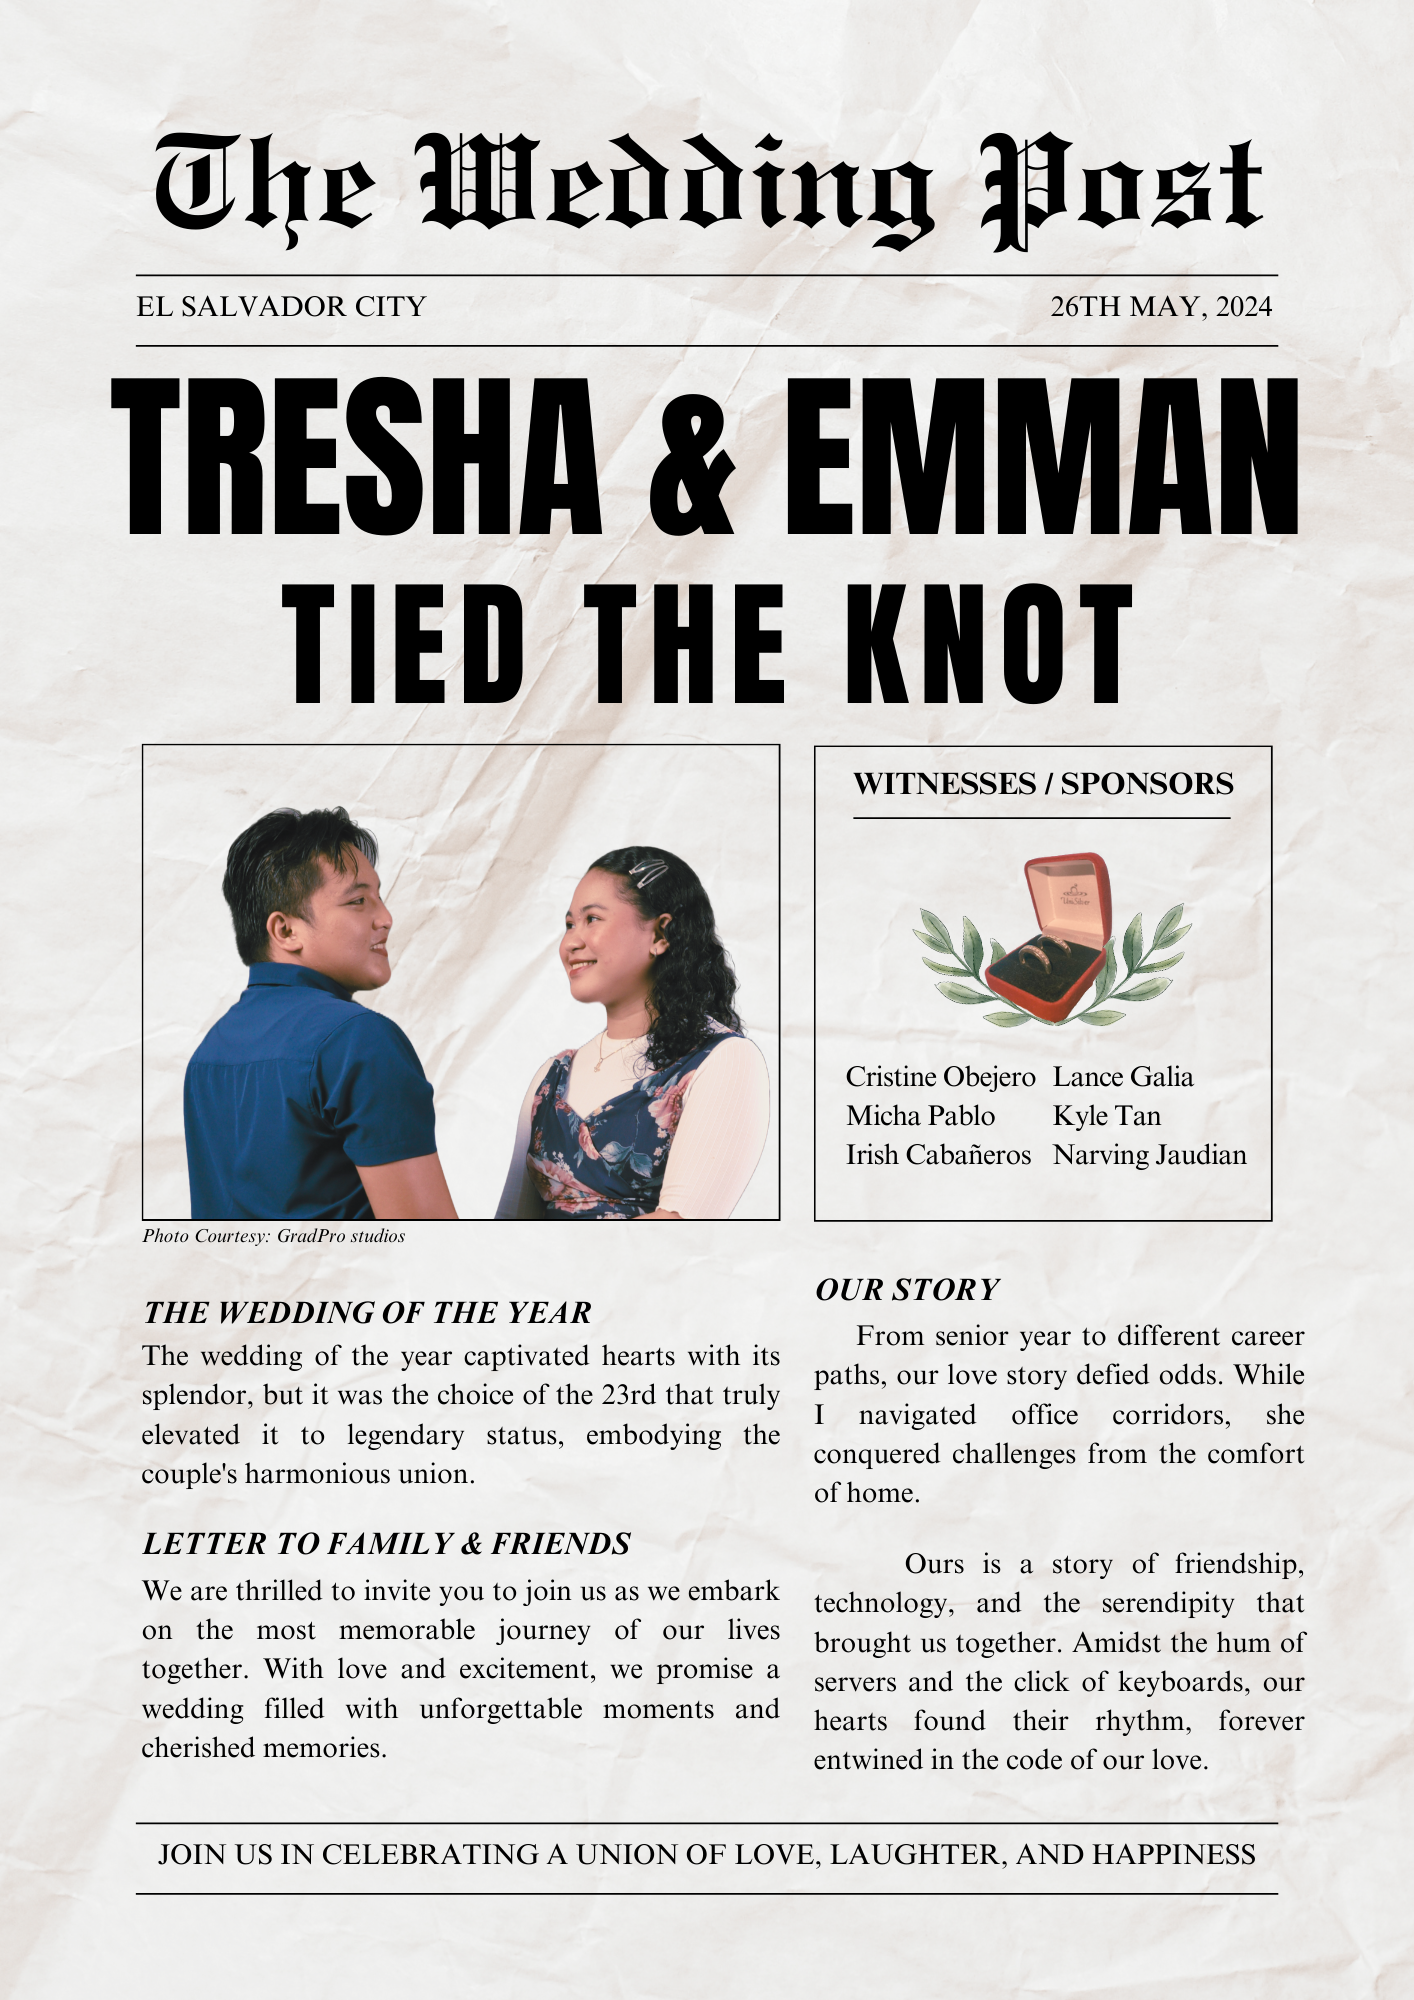 The Wedding Post
EL SALVADOR CITY
26TH MAY, 2024
TRESHA & EMMAN
TIED THE KNOT
Photo Courtesy: GradPro studios
THE WEDDING OF THE YEAR
The wedding of the year captivated hearts with its
splendor, but it was the choice of the 23rd that truly
elevated it to legendary status, embodying the
couple's harmonious union.
LETTER TO FAMILY & FRIENDS
We are thrilled to invite you to join us as we embark
on the most memorable journey of our lives
together. With love and excitement, we promise a
wedding filled with unforgettable moments and
cherished memories.
WITNESSES / SPONSORS
Cristine Obejero Lance Galia
Micha Pablo Kyle Tan
Irish Cabañeros Narving Jaudian
OUR STORY
From senior year to different career
paths, our love story defied odds. While
I navigated office corridors, she
conquered challenges from the comfort
of home.
Ours is a story of friendship,
technology, and the serendipity that
brought us together. Amidst the hum of
servers and the click of keyboards, our
hearts found their rhythm, forever
entwined in the code of our love.
JOIN US IN CELEBRATING A UNION OF LOVE, LAUGHTER, AND HAPPINESS